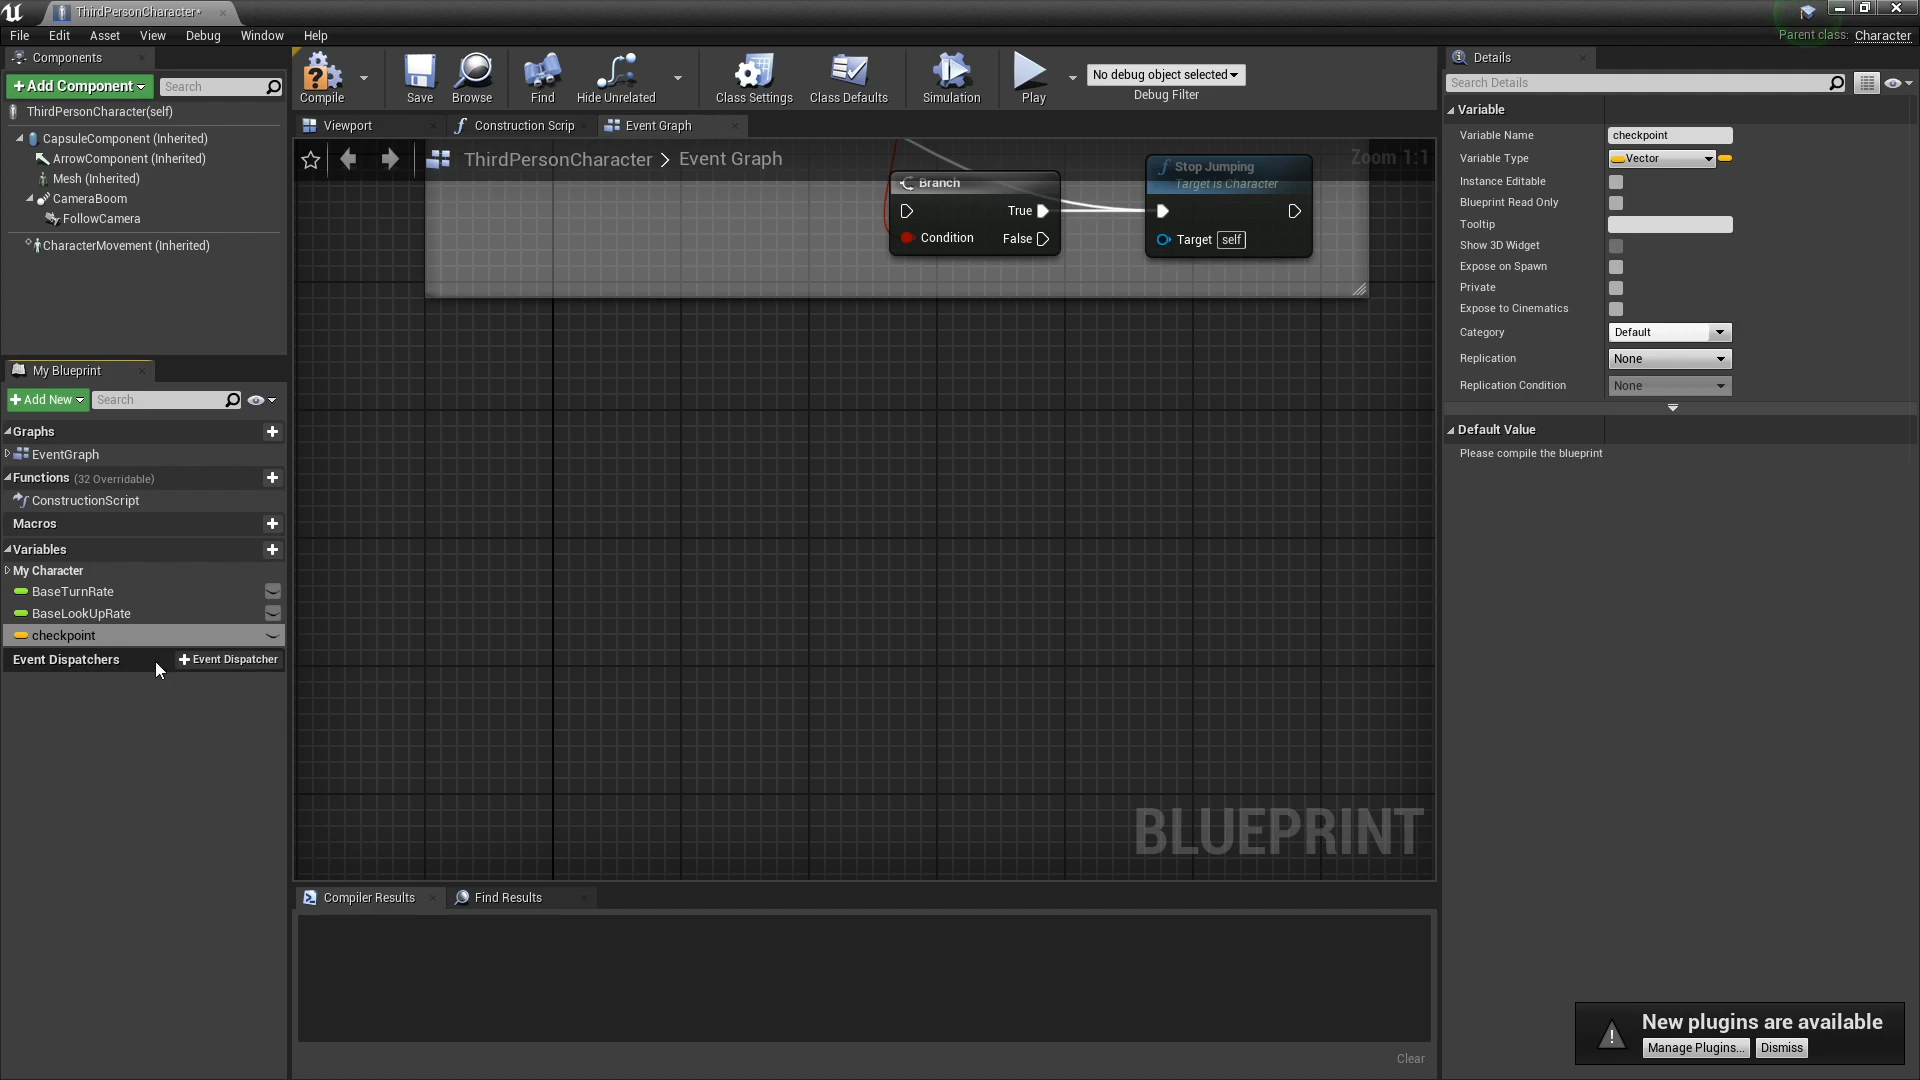 ThirdPersonCharacter*
File Edit Asset View Debug Window Help
Parent class: Character
Components
+Add Component
Search
ThirdPersonCharacter(self)
CapsuleComponent (Inherited)
ArrowComponent (Inherited)
Mesh (Inherited)
CameraBoom
FollowCamera
CharacterMovement (Inherited)
My Blueprint
+Add New
Search
Graphs
EventGraph
Functions (32 Overridable)
ConstructionScript
Macros
Variables
My Character
BaseTurnRate
BaseLookUpRate
checkpoint
Event Dispatchers
+Event Dispatcher
Compile
Save
Browse
Find
Hide Unrelated
Class Settings
Class Defaults
Simulation
Play
No debug object selected
Debug Filter
Viewport
Construction Scrip
Event Graph
ThirdPersonCharacter > Event Graph
Zoom 1:1
Branch
True
Condition
False
Stop Jumping
Target is Character
Target self
BLUEPRINT
Compiler Results
Find Results
Clear
Details
Search Details
Variable
Variable Name checkpoint
Variable Type Vector
Instance Editable
Blueprint Read Only
Tooltip
Show 3D Widget
Expose on Spawn
Private
Expose to Cinematics
Category Default
Replication None
Replication Condition None
Default Value
Please compile the blueprint
New plugins are available
Manage Plugins... Dismiss